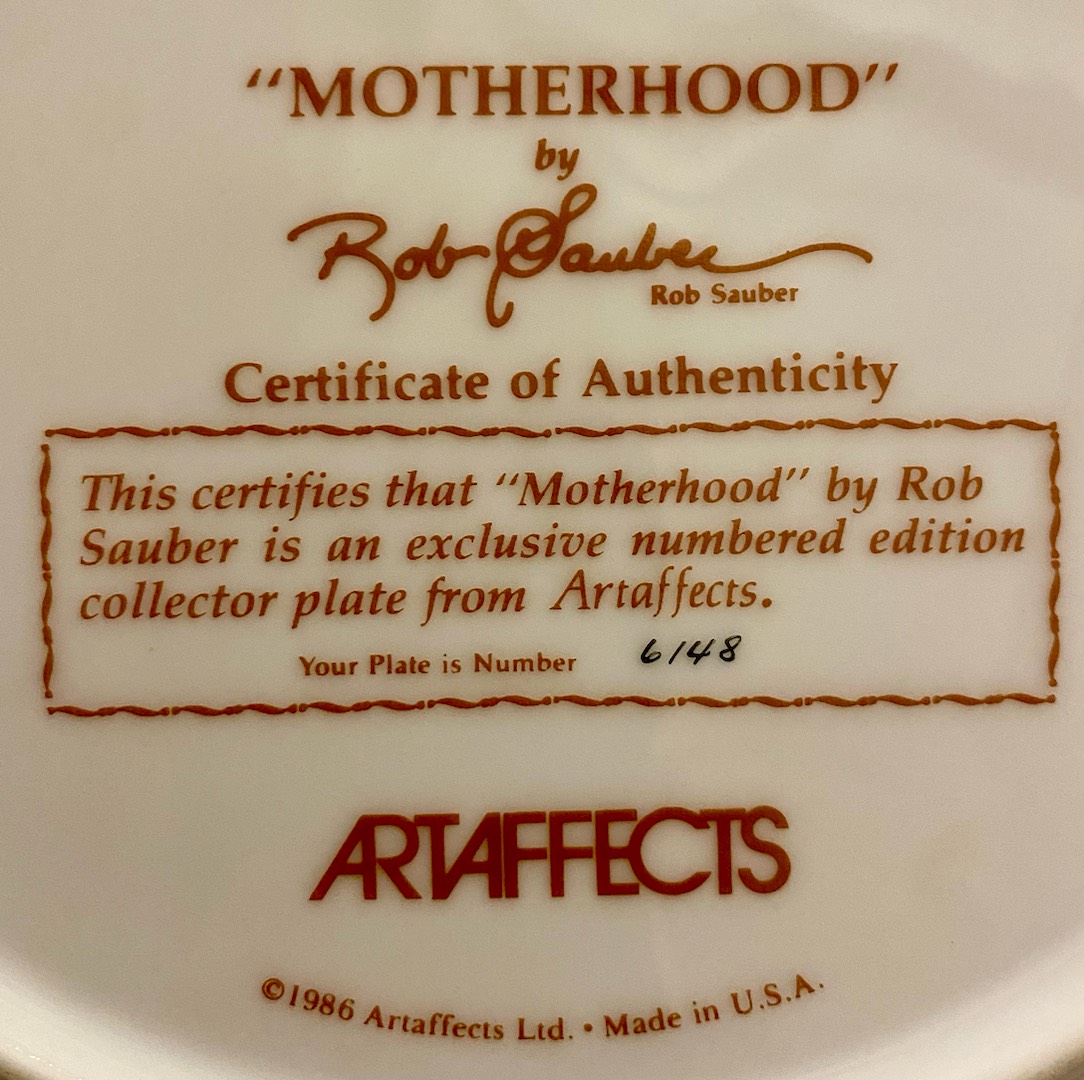 “MOTHERHOOD”
by
Rob Sauber
Rob Sauber
Certificate of Authenticity
This certifies that “Motherhood” by Rob
Sauber is an exclusive numbered edition
collector plate from Artaffects.
Your Plate is Number 6148
ARTAFFECTS
©1986 Artaffects Ltd. • Made in U.S.A.